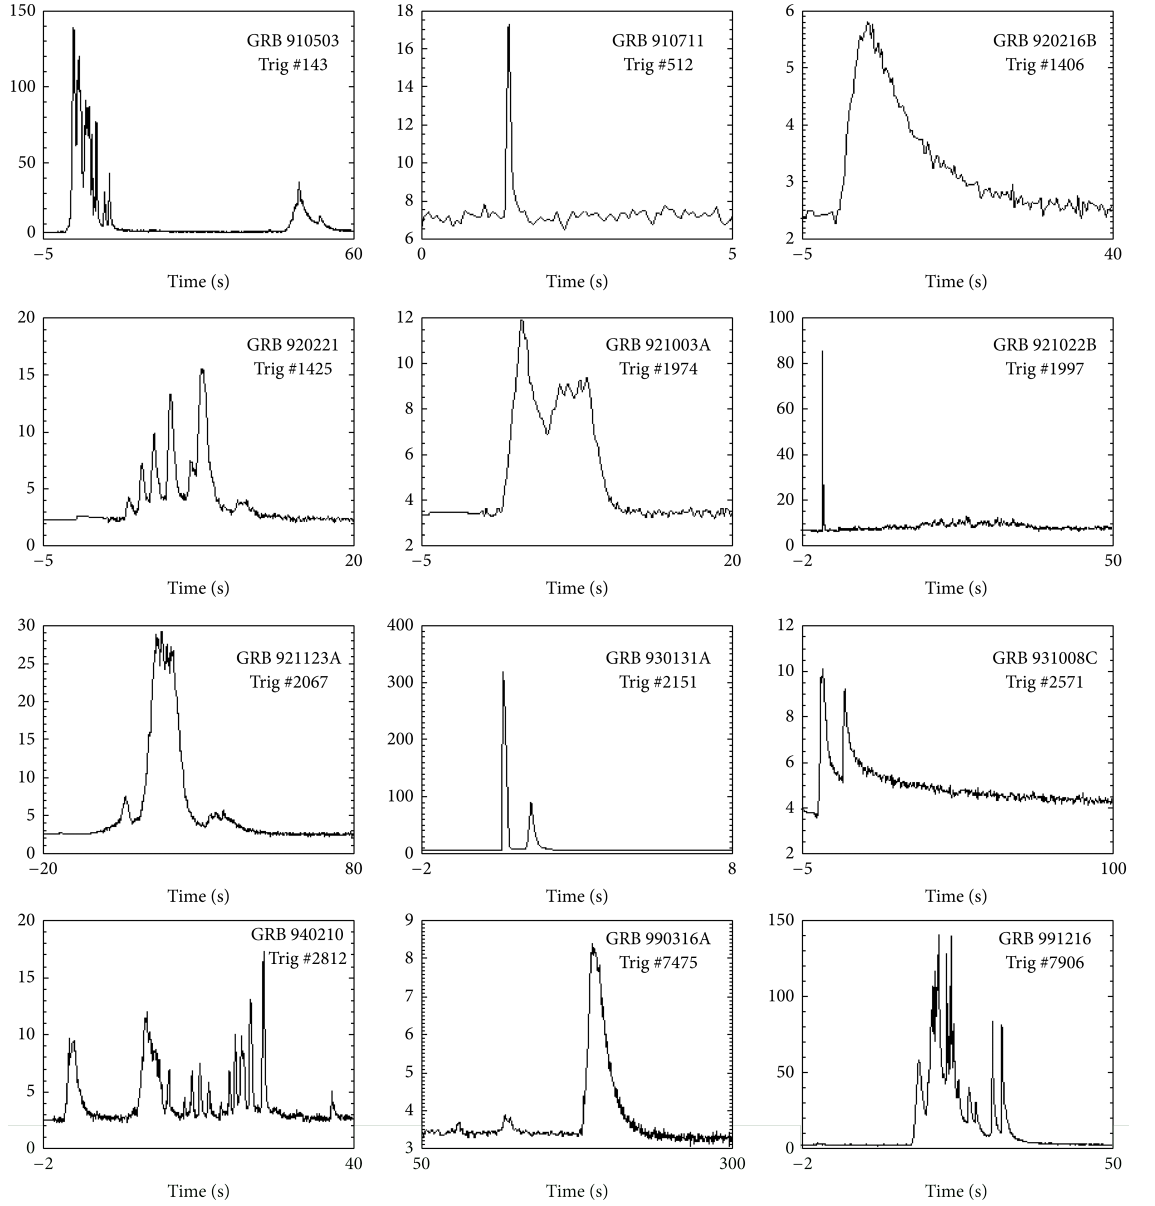 150
100
50
0
−5
60
GRB 910503
Trig #143
Time (s)
18
16
14
12
10
8
6
0
5
GRB 910711
Trig #512
Time (s)
6
5
4
3
2
−5
40
GRB 920216B
Trig #1406
Time (s)
20
15
10
5
0
−5
20
GRB 920221
Trig #1425
Time (s)
12
10
8
6
4
2
−5
20
GRB 921003A
Trig #1974
Time (s)
100
80
60
40
20
0
−2
50
GRB 921022B
Trig #1997
Time (s)
30
25
20
15
10
5
0
−20
80
GRB 921123A
Trig #2067
Time (s)
400
300
200
100
0
−2
8
GRB 930131A
Trig #2151
Time (s)
12
10
8
6
4
2
−5
100
GRB 931008C
Trig #2571
Time (s)
20
15
10
5
0
−2
40
GRB 940210
Trig #2812
Time (s)
9
8
7
6
5
4
3
50
300
GRB 990316A
Trig #7475
Time (s)
150
100
50
0
−2
50
GRB 991216
Trig #7906
Time (s)